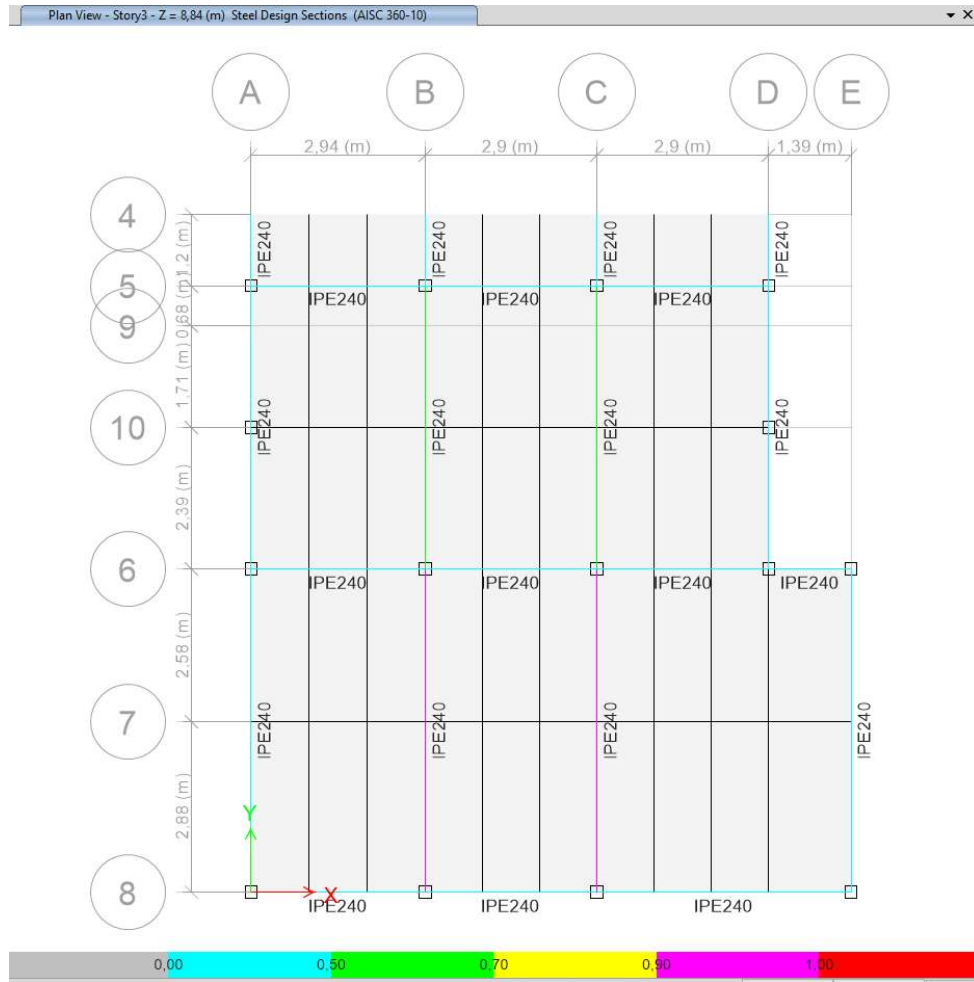 Plan View - Story3 - Z = 8,84 (m) Steel Design Sections (AISC 360-10)
A B C D E
2,94 (m) 2,9 (m) 2,9 (m) 1,39 (m)
4
1,2 (m)
IPE240 IPE240 IPE240 IPE240
5
IPE240 IPE240 IPE240
0,68 (m)
9
1,71 (m)
10
IPE240 IPE240 IPE240 IPE240
2,39 (m)
6
IPE240 IPE240 IPE240 IPE240
2,58 (m)
7
IPE240 IPE240 IPE240 IPE240
2,88 (m)
Y
8
X
IPE240 IPE240 IPE240
0,00 0,50 0,70 0,90 1,00